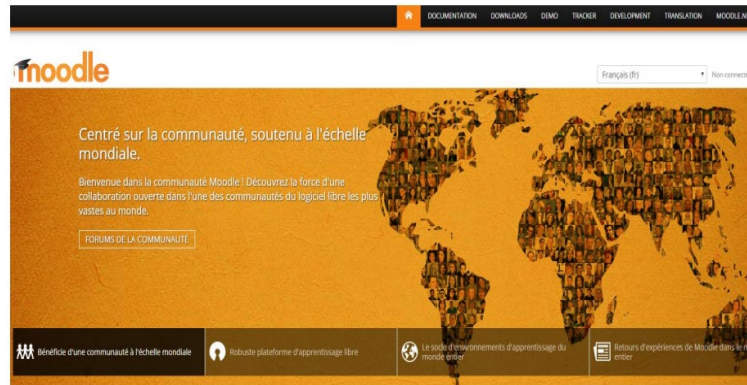 DOCUMENTATION DOWNLOADS DEMO TRACKER DEVELOPMENT TRANSLATION MOODLE.N
moodle
Français (fr) Non connecté
Centré sur la communauté, soutenu à l'échelle
mondiale.
Bienvenue dans la communauté Moodle ! Découvrez la force d'une
collaboration ouverte dans l'une des communautés du logiciel libre les plus
vastes au monde.
FORUMS DE LA COMMUNAUTÉ
Bénéficie d'une communauté à l'échelle mondiale
Robuste plateforme d'apprentissage libre
Le socle d'environnements d'apprentissage du
monde entier
Retours d'expériences de Moodle dans le
entier